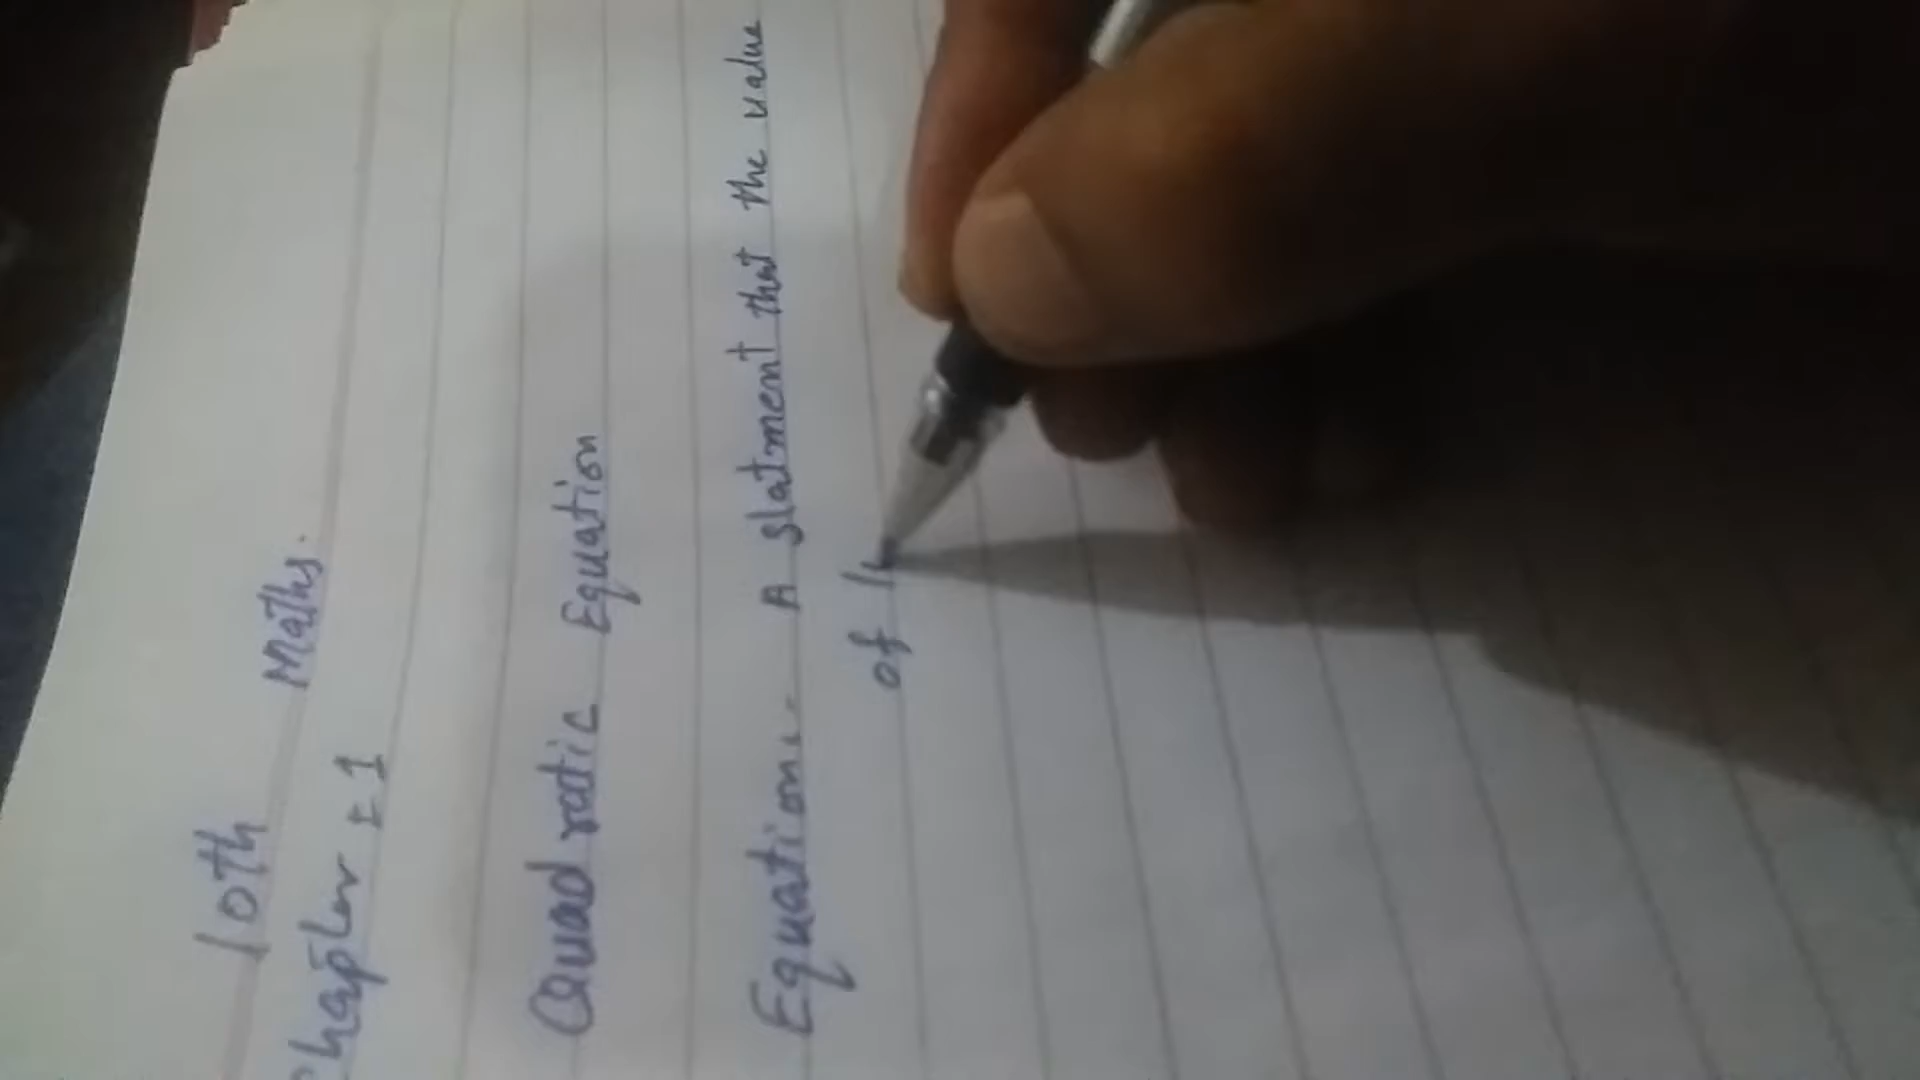 10th Maths.
Chapter :- 1
Quadratic Equation
Equation:- A slatment that the value
of